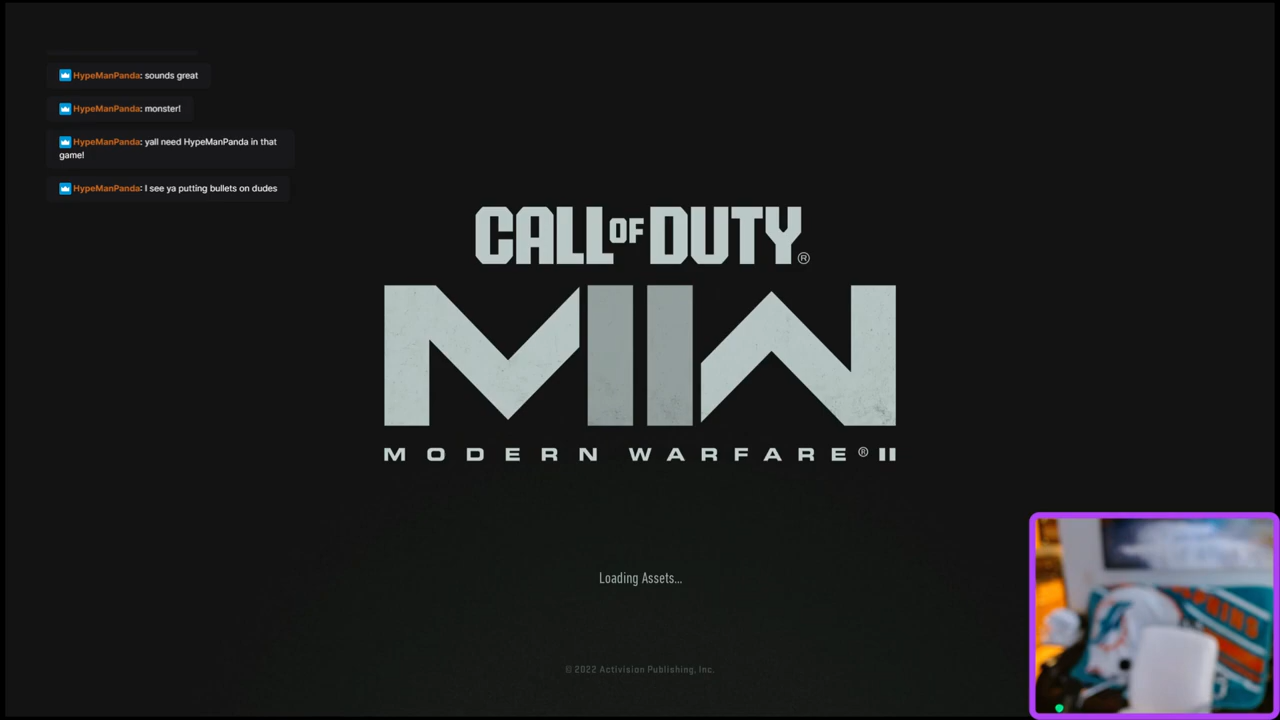 HypeManPanda: sounds great
HypeManPanda: monster!
HypeManPanda: yall need HypeManPanda in that
game!
HypeManPanda: I see ya putting bullets on dudes
CALL OF DUTY®
MIIW
MODERN WARFARE® II
Loading Assets...
© 2022 Activision Publishing, Inc.